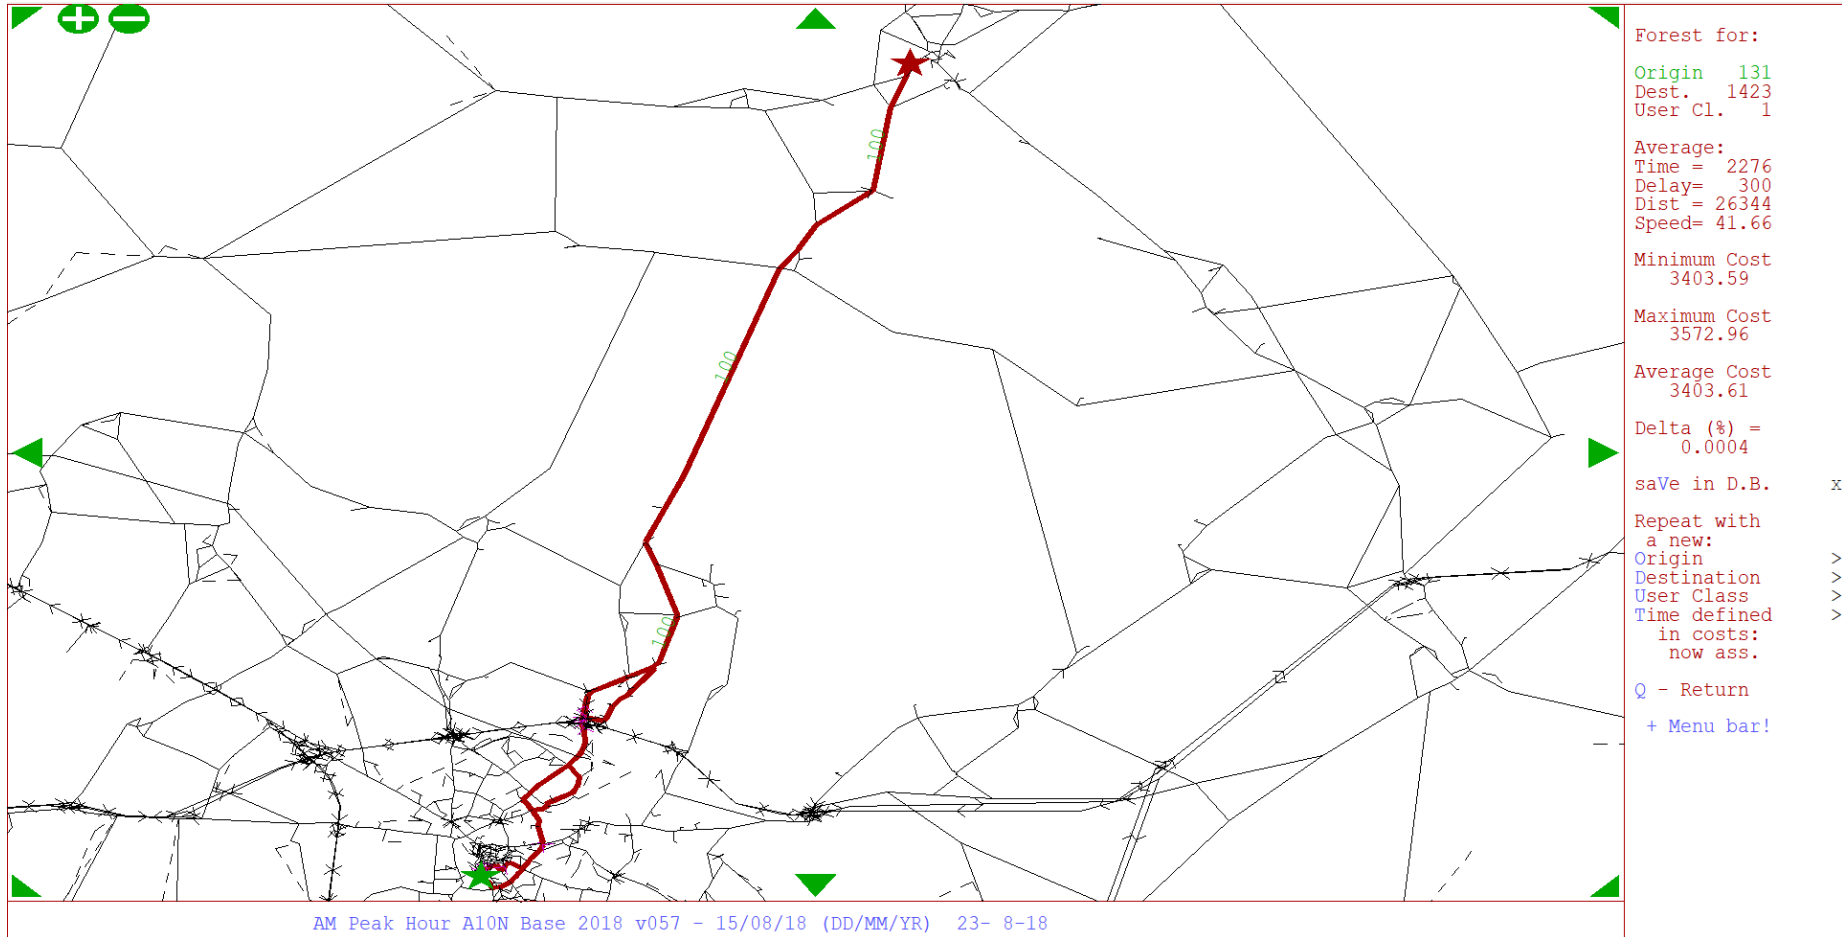 Forest for:
Origin 131
Dest. 1423
User Cl. 1
Average:
Time = 2276
Delay= 300
Dist = 26344
Speed= 41.66
Minimum Cost
3403.59
Maximum Cost
3572.96
Average Cost
3403.61
Delta (%) =
0.0004
saVe in D.B. x
Repeat with
a new:
Origin >
Destination >
User Class >
Time defined >
in costs:
now ass.
Q - Return
+ Menu bar!
100
100
100
AM Peak Hour A10N Base 2018 v057 - 15/08/18 (DD/MM/YR) 23- 8-18